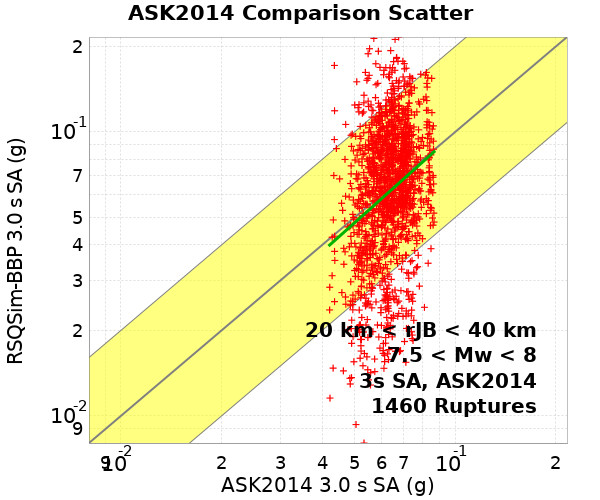 ASK2014 Comparison Scatter
RSQSim-BBP 3.0 s SA (g)
2
10^-1
7
5
4
3
2
10^-2
9
20 km < rJB < 40 km
7.5 < Mw < 8
3s SA, ASK2014
1460 Ruptures
9 10^-2 2 3 4 5 6 7 10^-1 2
ASK2014 3.0 s SA (g)